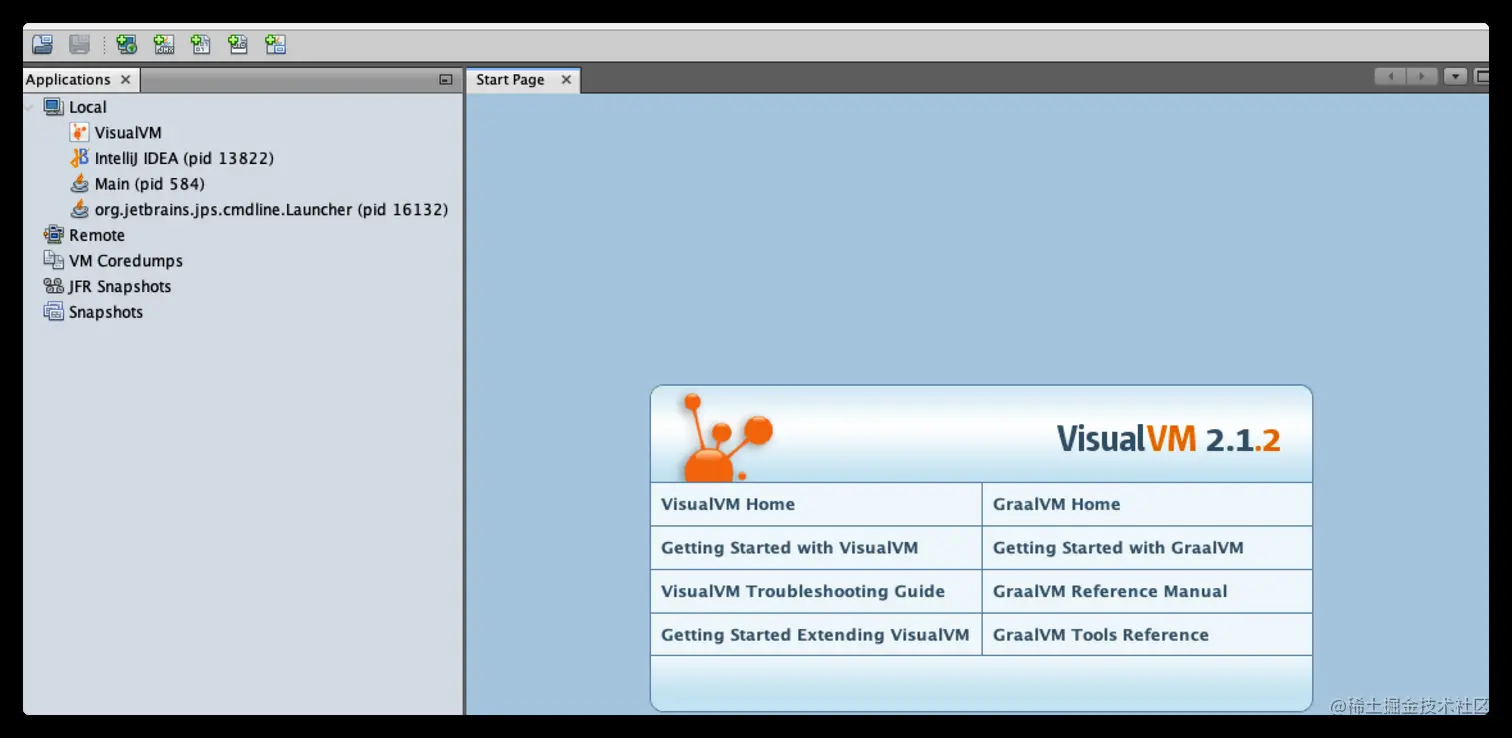 Applications
Start Page
Local
VisualVM
IntelliJ IDEA (pid 13822)
Main (pid 584)
org.jetbrains.jps.cmdline.Launcher (pid 16132)
Remote
VM Coredumps
JFR Snapshots
Snapshots
VisualVM 2.1.2
VisualVM Home
GraalVM Home
Getting Started with VisualVM
Getting Started with GraalVM
VisualVM Troubleshooting Guide
GraalVM Reference Manual
Getting Started Extending VisualVM
GraalVM Tools Reference
@稀土掘金技术社区